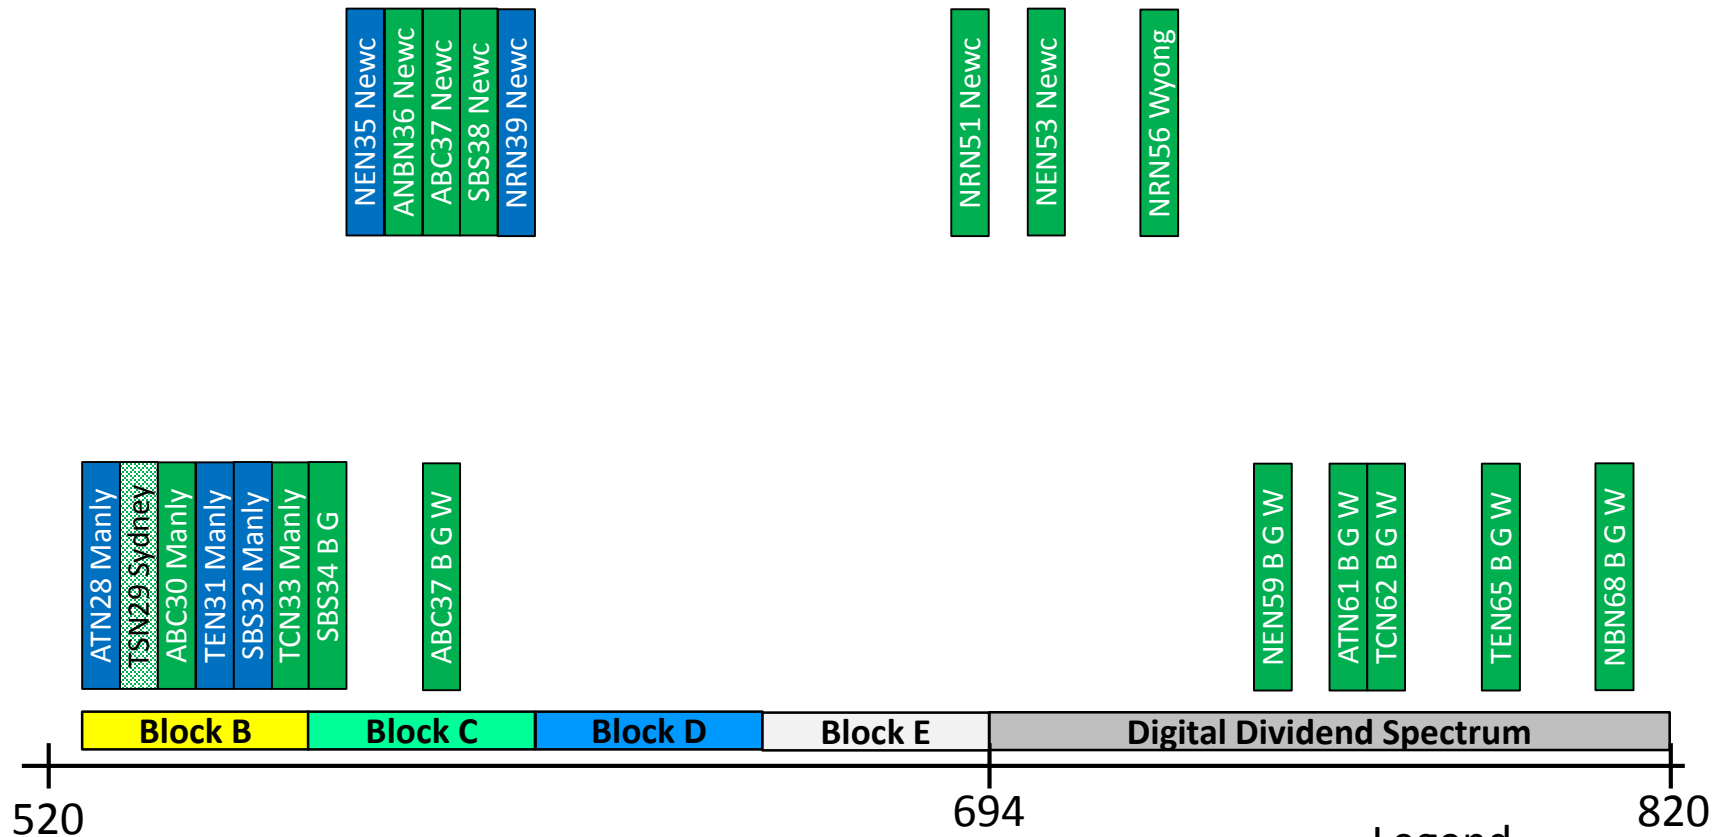 NEN35 Newc
ANBN36 Newc
ABC37 Newc
SBS38 Newc
NRN39 Newc
NRN51 Newc
NEN53 Newc
NRN56 Wyong
ATN28 Manly
TSN29 Sydney
ABC30 Manly
TEN31 Manly
SBS32 Manly
TCN33 Manly
SBS34 B G
ABC37 B G W
NEN59 B G W
ATN61 B G W
TCN62 B G W
TEN65 B G W
NBN68 B G W
Block B
Block C
Block D
Block E
Digital Dividend Spectrum
520
694
820
Legend